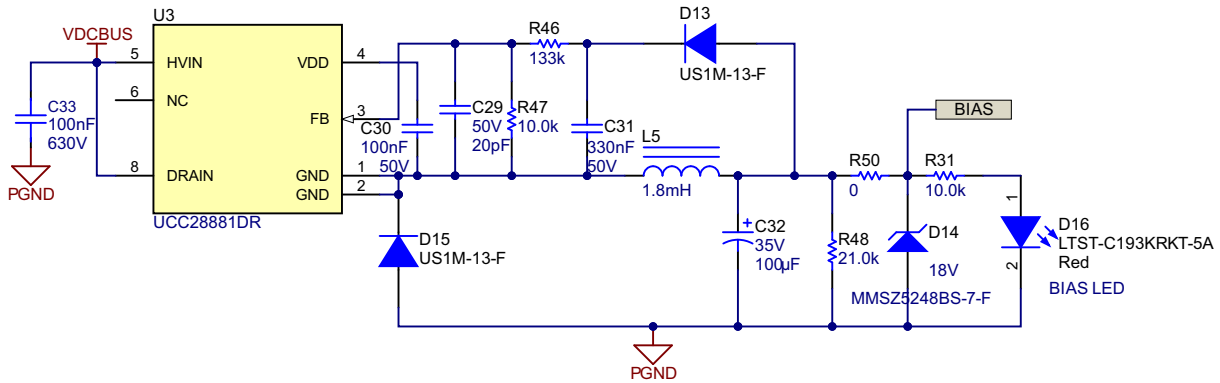 U3
VDCBUS
5
HVIN
VDD
4
6
NC
FB
3
C33
100nF
630V
8
DRAIN
GND
1
GND
2
PGND
UCC28881DR
C30
100nF
50V
C29
50V
20pF
R46
133k
R47
10.0k
C31
330nF
50V
D13
US1M-13-F
L5
1.8mH
D15
US1M-13-F
C32
35V
100µF
R48
21.0k
R50
0
BIAS
R31
10.0k
D14
18V
MMSZ5248BS-7-F
1
D16
LTST-C193KRKT-5A
Red
2
BIAS LED
PGND
+